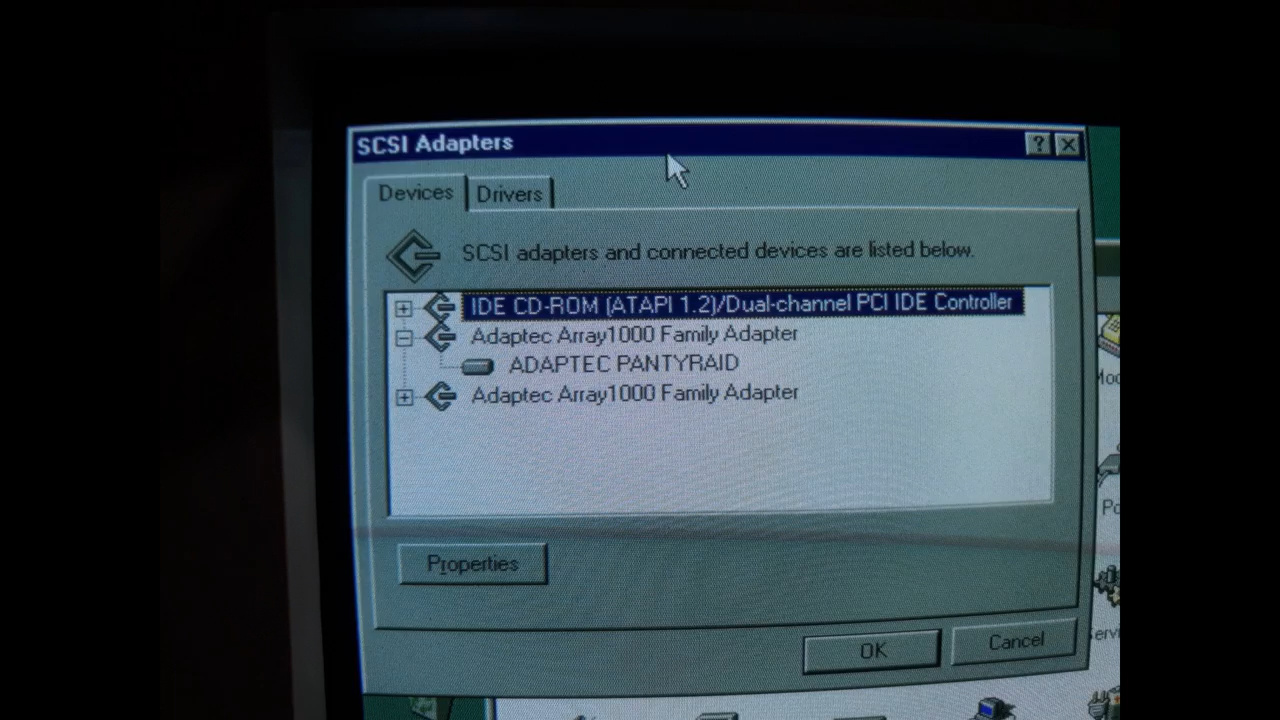 SCSI Adapters
Devices
Drivers
SCSI adapters and connected devices are listed below.
IDE CD-ROM (ATAPI 1.2)/Dual-channel PCI IDE Controller
Adaptec Array1000 Family Adapter
ADAPTEC PANTYRAID
Adaptec Array1000 Family Adapter
Properties
OK
Cancel